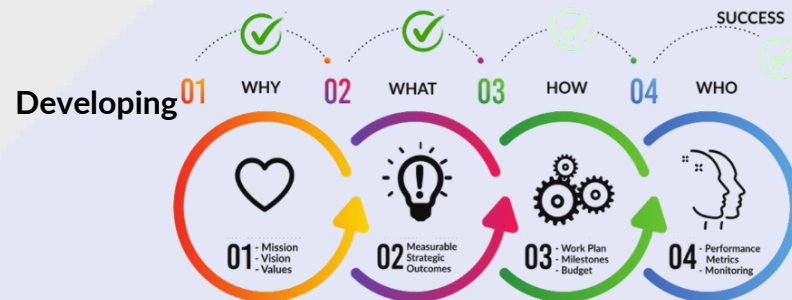 SUCCESS
Developing
01 WHY
02 WHAT
03 HOW
04 WHO
01
- Mission
- Vision
- Values
02
Measurable
Strategic
Outcomes
03
- Work Plan
- Milestones
- Budget
04
- Performance
Metrics
- Monitoring